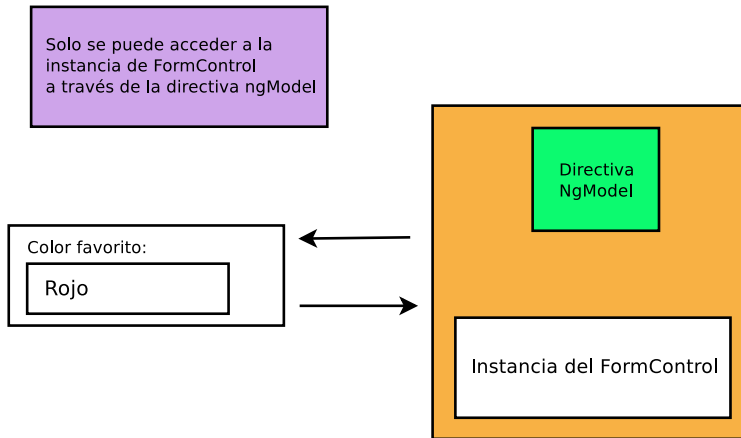 Solo se puede acceder a la
instancia de FormControl
a través de la directiva ngModel
Directiva
NgModel
Color favorito:
Rojo
Instancia del FormControl